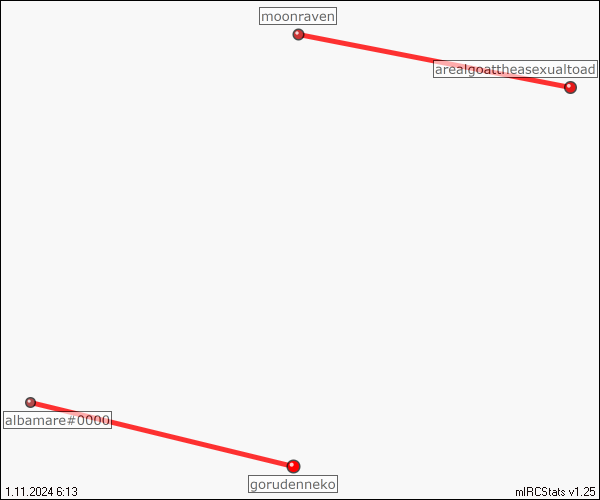 moonraven
arealgoattheasexualtoad
albamare#0000
gorudenneko
1.11.2024 6:13
mIRCStats v1.25